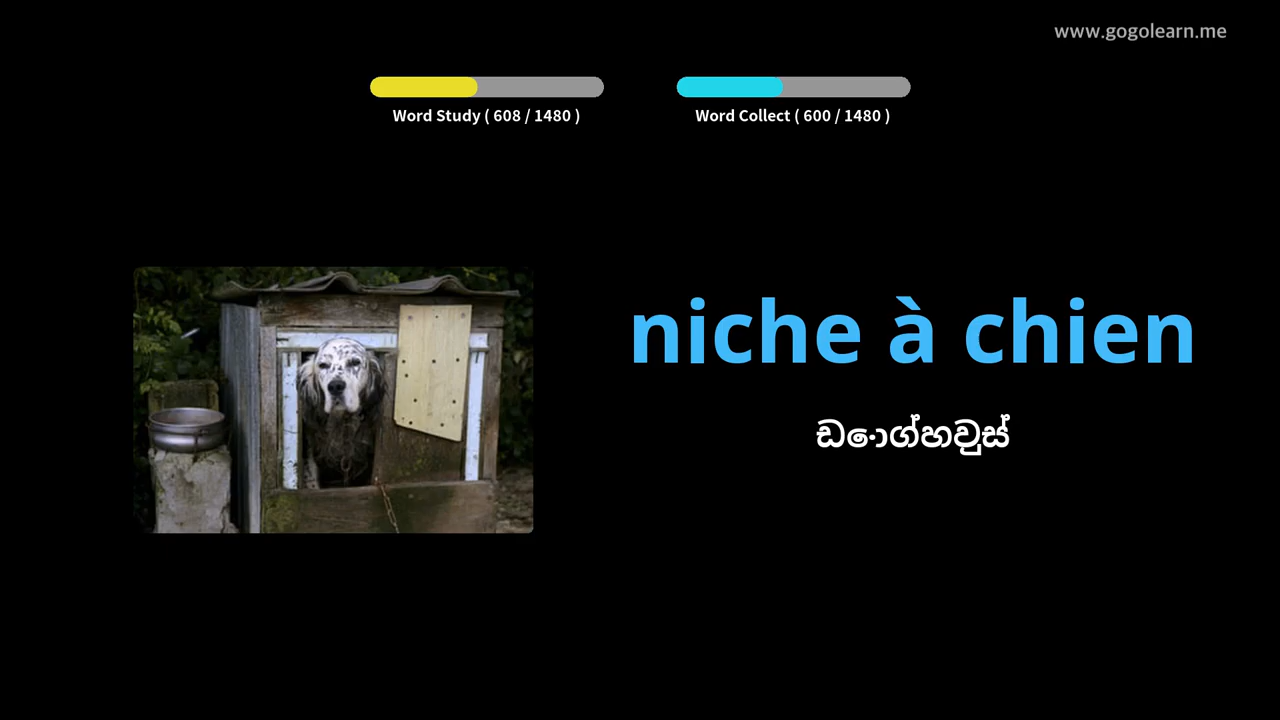 www.gogolearn.me
Word Study ( 608 / 1480 )
Word Collect ( 600 / 1480 )
niche à chien
ඩංොග්හවුස්